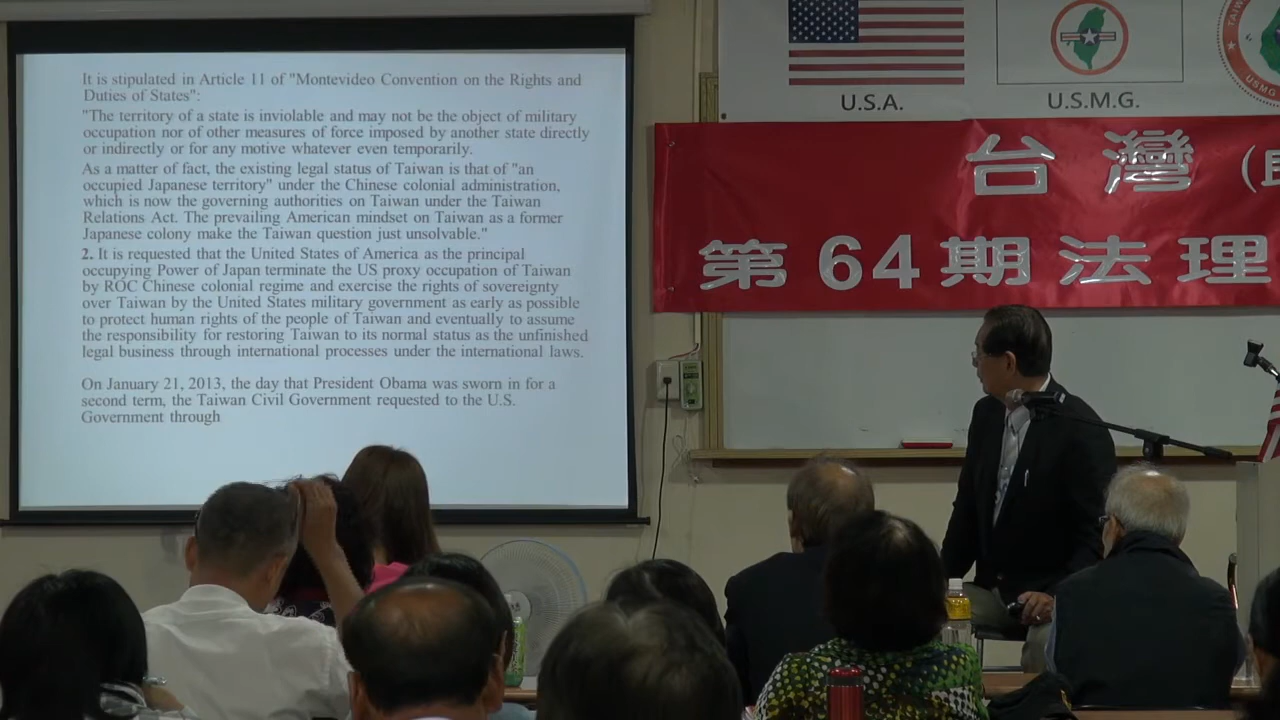 It is stipulated in Article 11 of "Montevideo Convention on the Rights and
Duties of States":
"The territory of a state is inviolable and may not be the object of military
occupation nor of other measures of force imposed by another state directly
or indirectly or for any motive whatever even temporarily.
As a matter of fact, the existing legal status of Taiwan is that of "an
occupied Japanese territory" under the Chinese colonial administration,
which is now the governing authorities on Taiwan under the Taiwan
Relations Act. The prevailing American mindset on Taiwan as a former
Japanese colony make the Taiwan question just unsolvable."
2. It is requested that the United States of America as the principal
occupying Power of Japan terminate the US proxy occupation of Taiwan
by ROC Chinese colonial regime and exercise the rights of sovereignty
over Taiwan by the United States military government as early as possible
to protect human rights of the people of Taiwan and eventually to assume
the responsibility for restoring Taiwan to its normal status as the unfinished
legal business through international processes under the international laws.
On January 21, 2013, the day that President Obama was sworn in for a
second term, the Taiwan Civil Government requested to the U.S.
Government through
U.S.A.
U.S.M.G.
台灣(
第64期法理